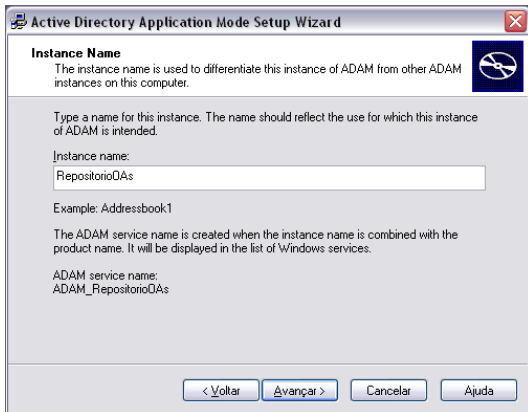 Active Directory Application Mode Setup Wizard
Instance Name
The instance name is used to differentiate this instance of ADAM from other ADAM
instances on this computer.
Type a name for this instance. The name should reflect the use for which this instance
of ADAM is intended.
Instance name:
RepositorioOAs
Example: Addressbook1
The ADAM service name is created when the instance name is combined with the
product name. It will be displayed in the list of Windows services.
ADAM service name:
ADAM_RepositorioOAs
< Voltar Avançar > Cancelar Ajuda